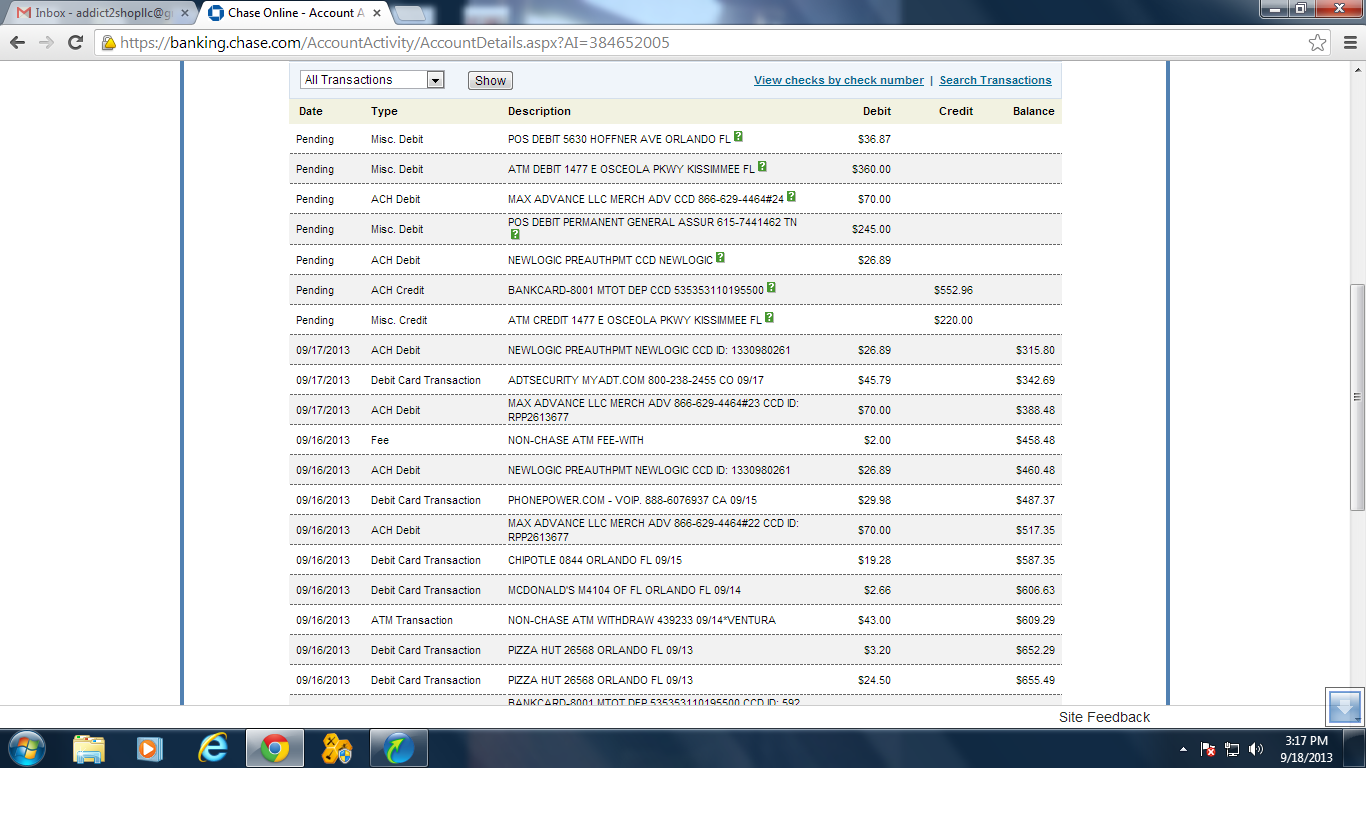 Inbox - addict2shopllc@g
Chase Online - Account A
https://banking.chase.com/AccountActivity/AccountDetails.aspx?AI=384652005
All Transactions Show View checks by check number | Search Transactions
Date Type Description Debit Credit Balance
Pending Misc. Debit POS DEBIT 5630 HOFFNER AVE ORLANDO FL ? $36.87
Pending Misc. Debit ATM DEBIT 1477 E OSCEOLA PKWY KISSIMMEE FL ? $360.00
Pending ACH Debit MAX ADVANCE LLC MERCH ADV CCD 866-629-4464#24 ? $70.00
Pending Misc. Debit POS DEBIT PERMANENT GENERAL ASSUR 615-7441462 TN ? $245.00
Pending ACH Debit NEWLOGIC PREAUTHPMT CCD NEWLOGIC ? $26.89
Pending ACH Credit BANKCARD-8001 MTOT DEP CCD 535353110195500 ? $552.96
Pending Misc. Credit ATM CREDIT 1477 E OSCEOLA PKWY KISSIMMEE FL ? $220.00
09/17/2013 ACH Debit NEWLOGIC PREAUTHPMT NEWLOGIC CCD ID: 1330980261 $26.89 $315.80
09/17/2013 Debit Card Transaction ADTSECURITY MYADT.COM 800-238-2455 CO 09/17 $45.79 $342.69
09/17/2013 ACH Debit MAX ADVANCE LLC MERCH ADV 866-629-4464#23 CCD ID: RPP2613677 $70.00 $388.48
09/16/2013 Fee NON-CHASE ATM FEE-WITH $2.00 $458.48
09/16/2013 ACH Debit NEWLOGIC PREAUTHPMT NEWLOGIC CCD ID: 1330980261 $26.89 $460.48
09/16/2013 Debit Card Transaction PHONEPOWER.COM - VOIP. 888-6076937 CA 09/15 $29.98 $487.37
09/16/2013 ACH Debit MAX ADVANCE LLC MERCH ADV 866-629-4464#22 CCD ID: RPP2613677 $70.00 $517.35
09/16/2013 Debit Card Transaction CHIPOTLE 0844 ORLANDO FL 09/15 $19.28 $587.35
09/16/2013 Debit Card Transaction MCDONALD'S M4104 OF FL ORLANDO FL 09/14 $2.66 $606.63
09/16/2013 ATM Transaction NON-CHASE ATM WITHDRAW 439233 09/14*VENTURA $43.00 $609.29
09/16/2013 Debit Card Transaction PIZZA HUT 26568 ORLANDO FL 09/13 $3.20 $652.29
09/16/2013 Debit Card Transaction PIZZA HUT 26568 ORLANDO FL 09/13 $24.50 $655.49
BANKCARD-8001 MTOT DEP 535353110195500 CCD ID: 592
Site Feedback
3:17 PM
9/18/2013